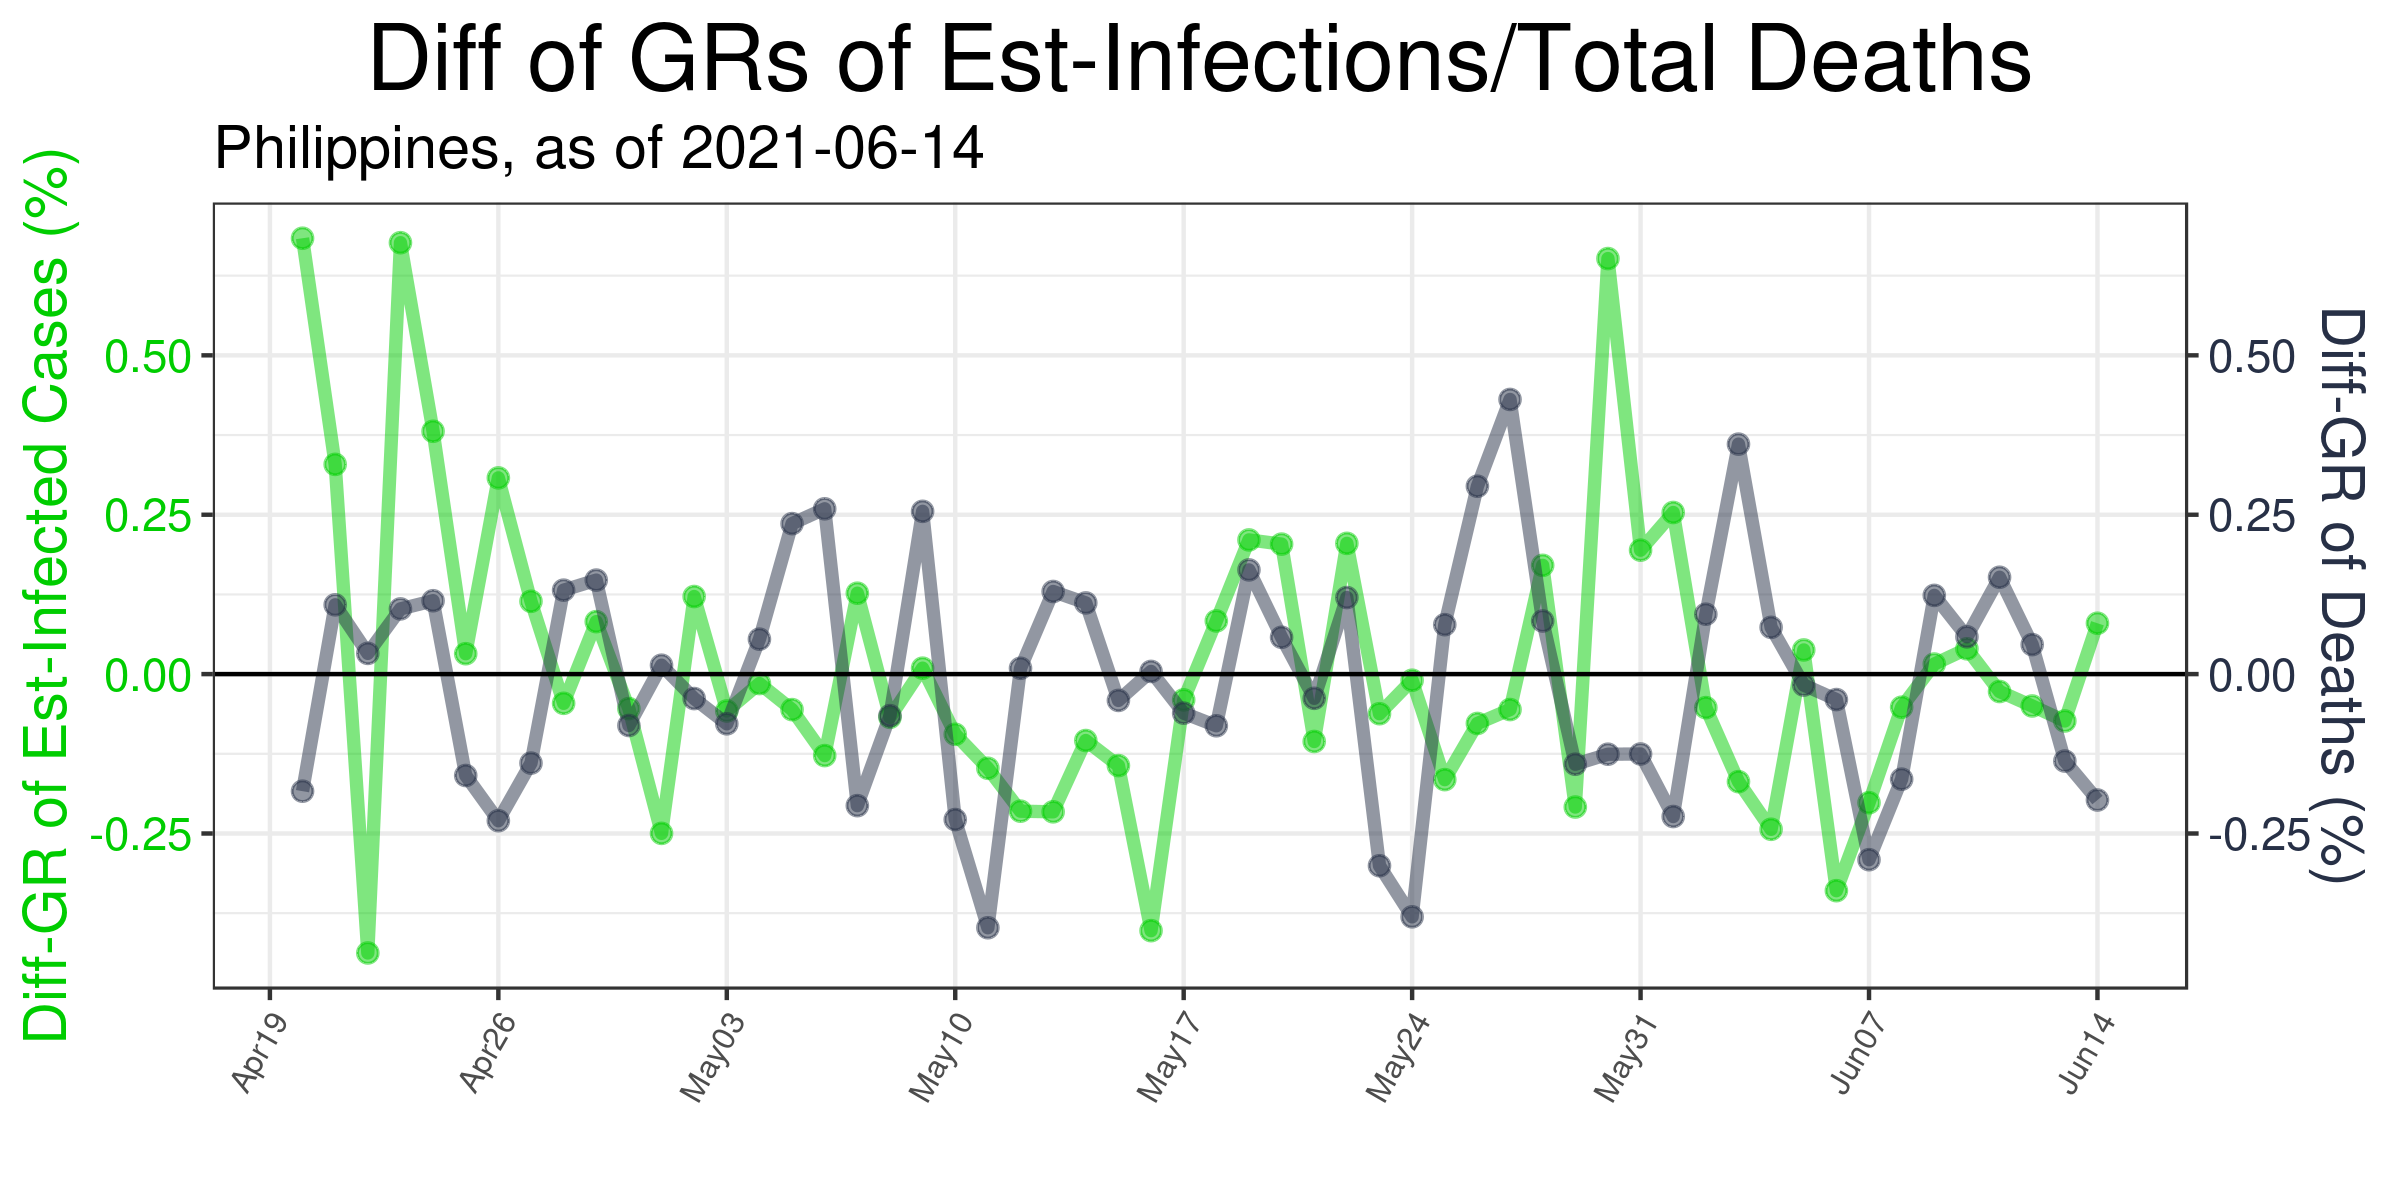 Diff of GRs of Est-Infections/Total Deaths
Philippines, as of 2021-06-14
Diff-GR of Est-Infected Cases (%)
0.50
0.25
0.00
-0.25
0.50
0.25
0.00
-0.25
Diff-GR of Deaths (%)
Apr19
Apr26
May03
May10
May17
May24
May31
Jun07
Jun14